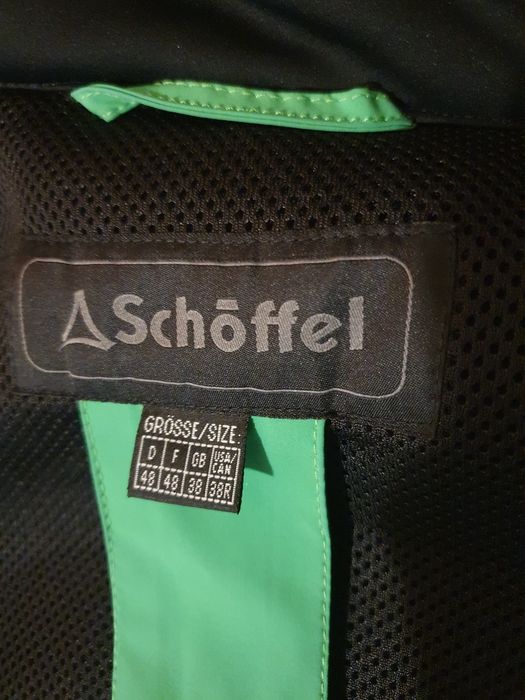 Schöffel
GRÖSSE/SIZE
D F GB USA/CAN
48 48 38 38R